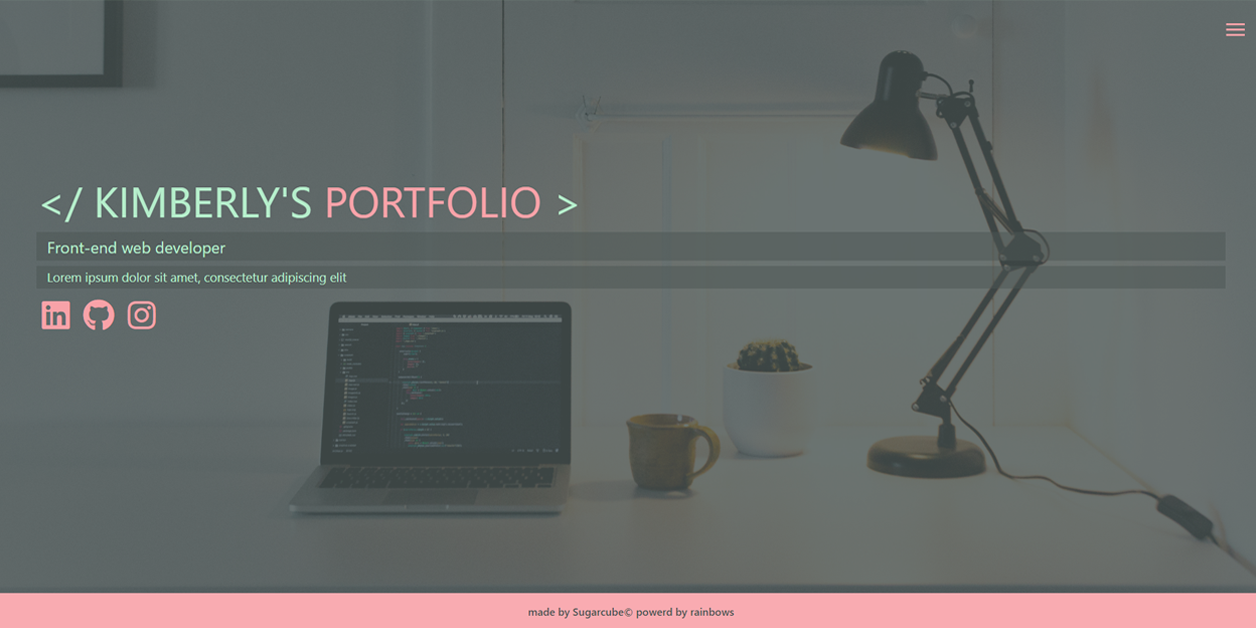 </ KIMBERLY'S PORTFOLIO >
Front-end web developer
Lorem ipsum dolor sit amet, consectetur adipiscing elit
made by Sugarcube© powerd by rainbows